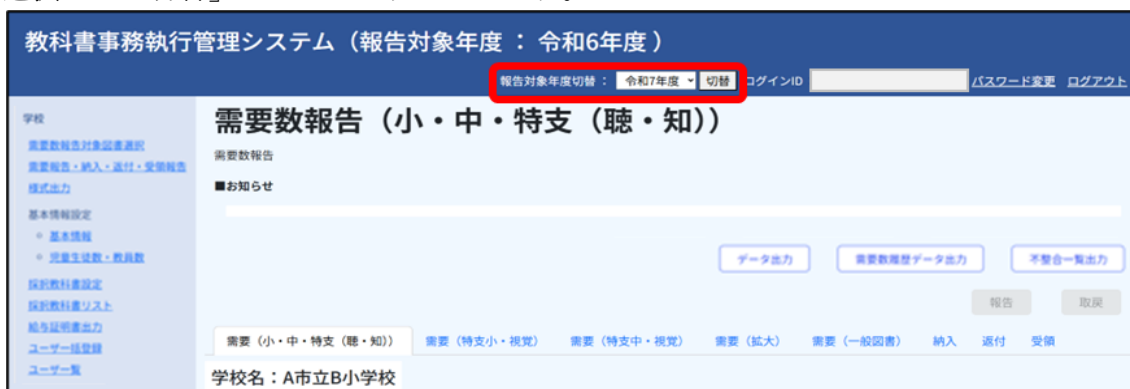 教科書事務執行管理システム（報告対象年度 ： 令和6年度 ）
報告対象年度切替 ： 令和7年度 切替 ログインID パスワード変更 ログアウト
学校
需要数報告対象図書選択
需要報告・納入・返付・受領報告
様式出力
基本情報設定
基本情報
児童生徒数・教員数
採択教科書設定
採択教科書リスト
給与証明書出力
ユーザ一括登録
ユーザ一覧
需要数報告（小・中・特支（聴・知））
需要数報告
■お知らせ
データ出力 需要数履歴データ出力 不整合一覧出力
報告 取戻
需要（小・中・特支（聴・知）） 需要（特支小・視覚） 需要（特支中・視覚） 需要（拡大） 需要（一般図書） 納入 返付 受領
学校名：A市立B小学校